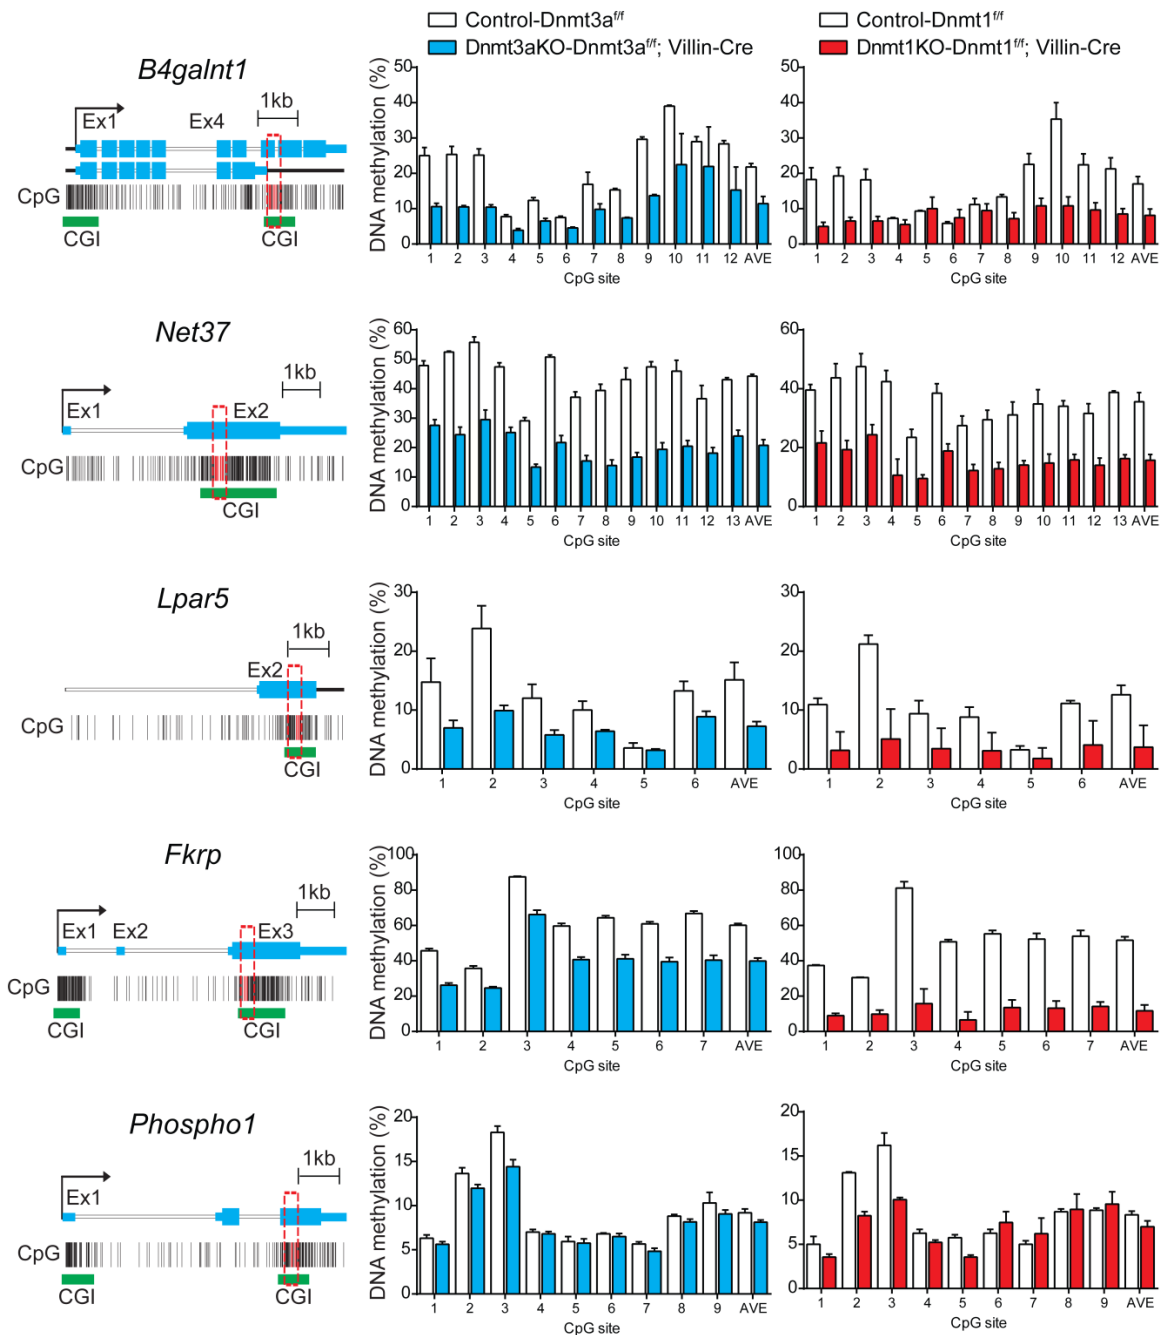 Control-Dnmt3af/f
Dnmt3aKO-Dnmt3af/f; Villin-Cre
Control-Dnmt1f/f
Dnmt1KO-Dnmt1f/f; Villin-Cre
B4galnt1
1kb
Ex1 Ex4
CpG
CGI CGI
DNA methylation (%)
50
40
30
20
10
0
1 2 3 4 5 6 7 8 9 10 11 12 AVE
CpG site
50
40
30
20
10
0
1 2 3 4 5 6 7 8 9 10 11 12 AVE
CpG site
Net37
1kb
Ex1 Ex2
CpG
CGI
DNA methylation (%)
60
50
40
30
20
10
0
1 2 3 4 5 6 7 8 9 10 11 12 13 AVE
CpG site
60
40
20
0
1 2 3 4 5 6 7 8 9 10 11 12 13 AVE
CpG site
Lpar5
1kb
Ex2
CpG
CGI
DNA methylation (%)
30
20
10
0
1 2 3 4 5 6 AVE
CpG site
30
20
10
0
1 2 3 4 5 6 AVE
CpG site
Fkrp
1kb
Ex1 Ex2 Ex3
CpG
CGI CGI
DNA methylation (%)
100
80
60
40
20
0
1 2 3 4 5 6 7 AVE
CpG site
100
80
60
40
20
0
1 2 3 4 5 6 7 AVE
CpG site
Phospho1
1kb
Ex1
CpG
CGI CGI
DNA methylation (%)
20
15
10
5
0
1 2 3 4 5 6 7 8 9 AVE
CpG site
20
15
10
5
0
1 2 3 4 5 6 7 8 9 AVE
CpG site